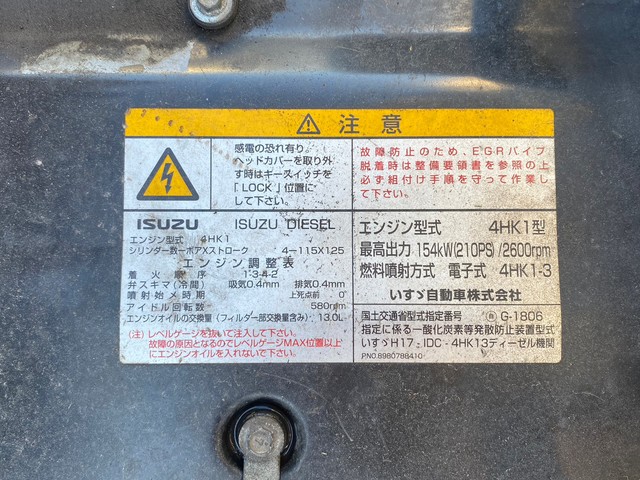 ⚠ 注意
感電の恐れ有り
ヘッドカバーを取り外
す時はキースイッチを
「LOCK」位置に
して下さい。
故障防止のため、EGRパイプ
脱着時は整備要領書を参照の上
必ず組付け手順を守って作業し
て下さい。
ISUZU ISUZU DIESEL
エンジン型式 4HK1
シリンダー数ーボアXストローク 4－115X125
エンジン調整表
着火順序 1-3-4-2
弁スキマ(冷間) 吸気0.4mm 排気0.4mm
噴射始メ時期 上死点前 0°
アイドル回転数 580rpm
エンジンオイルの交換量(フィルター部交換量含み) 13.0L
(注)レベルゲージを抜いて注入して下さい。
故障の原因となるのでレベルゲージMAX位置以上
にエンジンオイルを入れないで下さい。
エンジン型式 4HK1型
最高出力 154kW(210PS)/2600rpm
燃料噴射方式 電子式 4HK1-3
いすゞ自動車株式会社
国土交通省型式指定番号 G-1806
指定に係る一酸化炭素等発散防止装置型式
いすゞH17、IDC・4HK13ディーゼル機関
PNO.8980788410